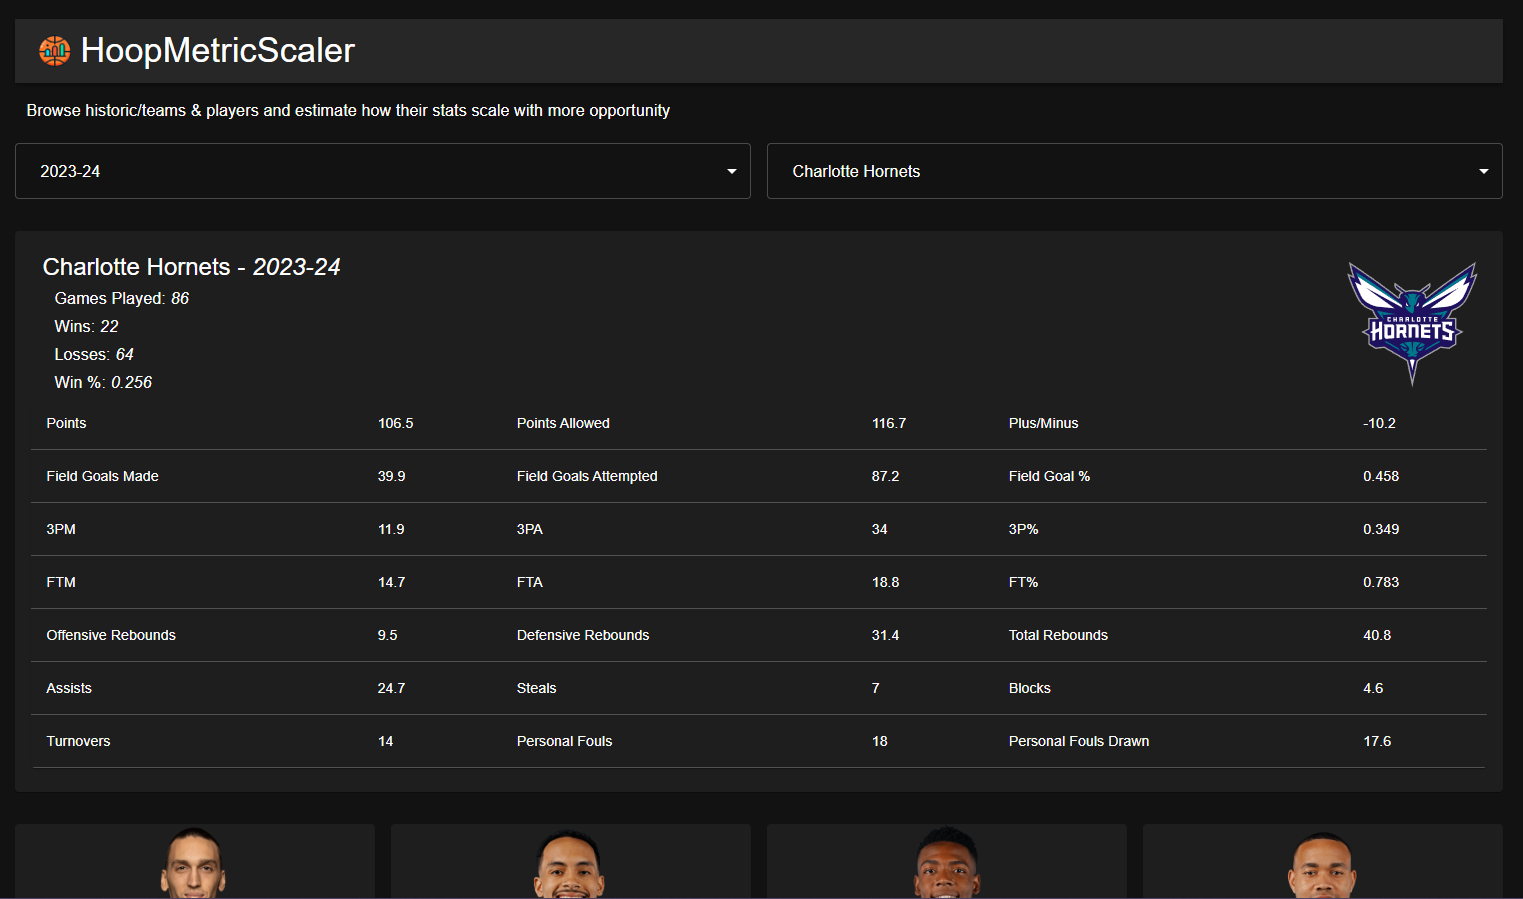 HoopMetricScaler
Browse historic/teams & players and estimate how their stats scale with more opportunity
2023-24 Charlotte Hornets
Charlotte Hornets - 2023-24
Games Played: 86
Wins: 22
Losses: 64
Win %: 0.256
CHARLOTTE
HORNETS
Points 106.5 Points Allowed 116.7 Plus/Minus -10.2
Field Goals Made 39.9 Field Goals Attempted 87.2 Field Goal % 0.458
3PM 11.9 3PA 34 3P% 0.349
FTM 14.7 FTA 18.8 FT% 0.783
Offensive Rebounds 9.5 Defensive Rebounds 31.4 Total Rebounds 40.8
Assists 24.7 Steals 7 Blocks 4.6
Turnovers 14 Personal Fouls 18 Personal Fouls Drawn 17.6